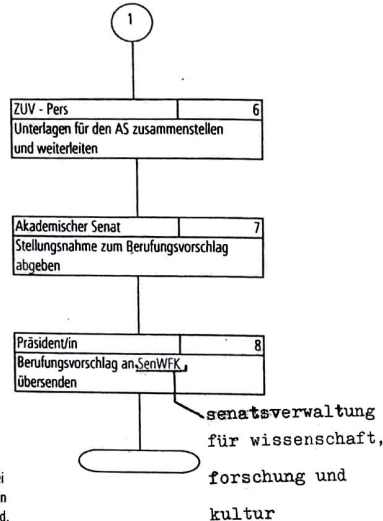 1
ZUV - Pers 6
Unterlagen für den AS zusammenstellen
und weiterleiten
Akademischer Senat 7
Stellungsnahme zum Berufungsvorschlag
abgeben
Präsident/in 8
Berufungsvorschlag an SenWFK
übersenden
senatsverwaltung
für wissenschaft,
forschung und
kultur
ei
n
d.